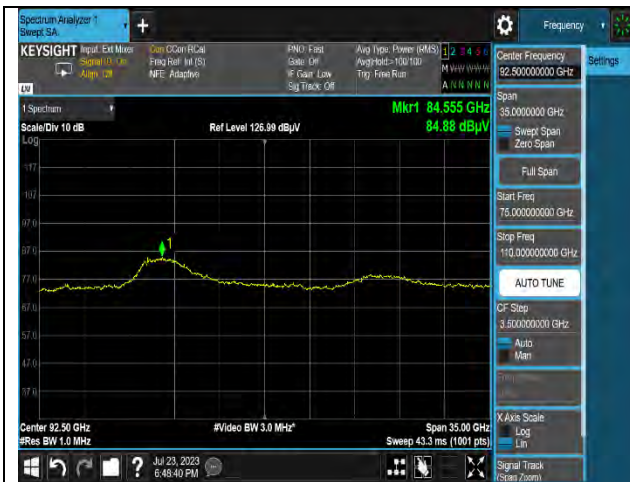 Spectrum Analyzer 1
Swept SA
+
Frequency
KEYSIGHT Input: Ext Mixer
Signal ID: On
Align: Off
Corr CCorr RCal
Freq Ref: Int (S)
NFE: Adaptive
PNO: Fast
Gate: Off
IF Gain: Low
Sig Track: Off
Avg Type: Power (RMS)
Avg|Hold:>100/100
Trig: Free Run
1 2 3 4 5 6
M W W W W W
A N N N N N
LXI
1 Spectrum
Scale/Div 10 dB
Log
Ref Level 126.99 dBµV
Mkr1 84.555 GHz
84.88 dBµV
117
107
97.0
87.0
77.0
67.0
57.0
47.0
37.0
1
Center 92.50 GHz
#Res BW 1.0 MHz
#Video BW 3.0 MHz*
Span 35.00 GHz
Sweep 43.3 ms (1001 pts)
?
Jul 23, 2023
6:48:40 PM
Center Frequency
92.500000000 GHz
Settings
Span
35.0000000 GHz
Swept Span
Zero Span
Full Span
Start Freq
75.000000000 GHz
Stop Freq
110.000000000 GHz
AUTO TUNE
CF Step
3.500000000 GHz
Auto
Man
X Axis Scale
Log
Lin
Signal Track
(Span Zoom)